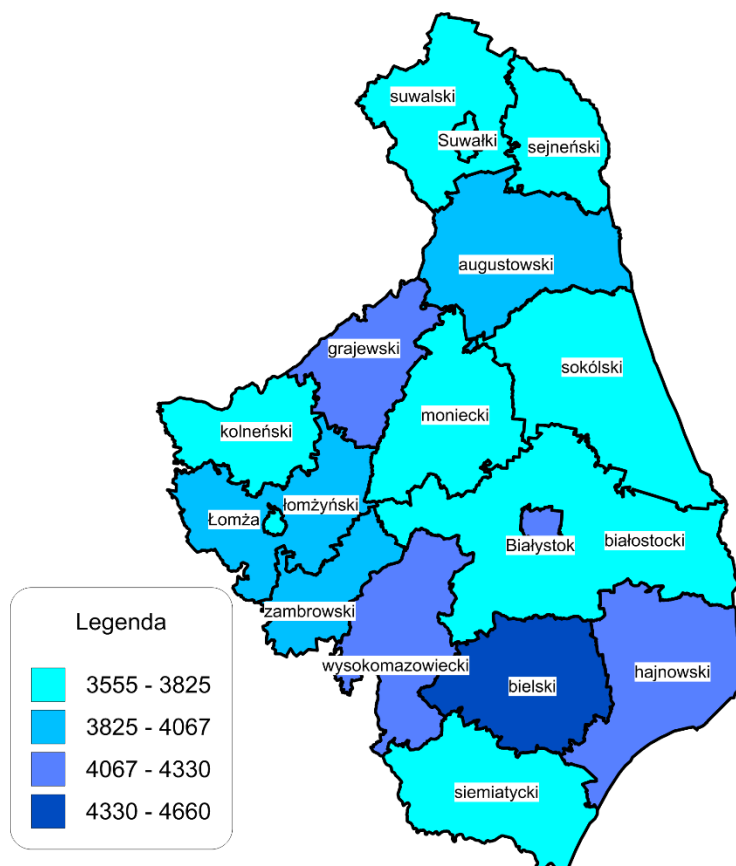 suwalski
Suwałki
sejneński
augustowski
grajewski
sokólski
moniecki
kolneński
łomżyński
Łomża
Białystok
białostocki
zambrowski
wysokomazowiecki
bielski
hajnowski
siemiatycki
Legenda
3555 - 3825
3825 - 4067
4067 - 4330
4330 - 4660